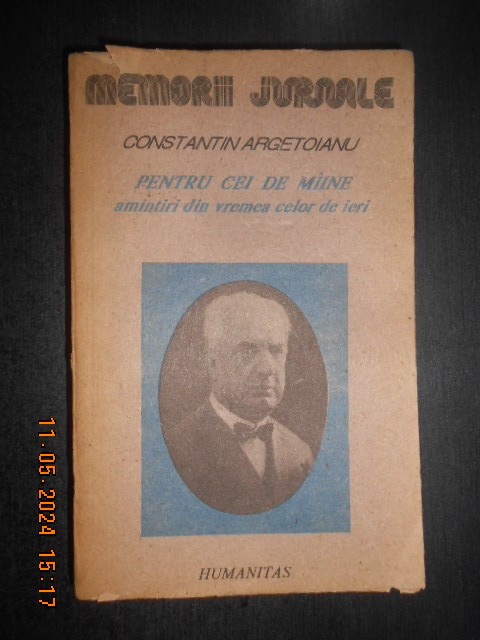 MEMORII JURNALE
CONSTANTIN ARGETOIANU
PENTRU CEI DE MÎINE
amintiri din vremea celor de ieri
HUMANITAS
11.05.2024 15:17